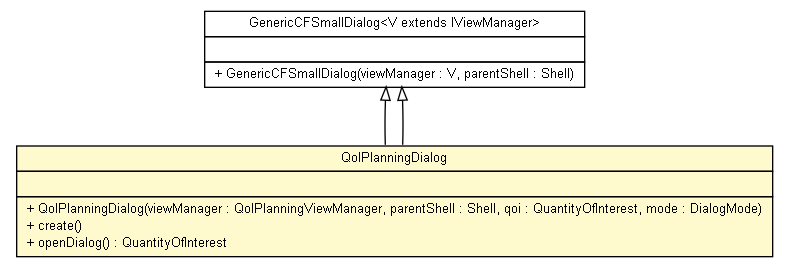 GenericCFSmallDialog<V extends IViewManager>
+ GenericCFSmallDialog(viewManager : V, parentShell : Shell)
QoIPlanningDialog
+ QoIPlanningDialog(viewManager : QoIPlanningViewManager, parentShell : Shell, qoi : QuantityOfInterest, mode : DialogMode)
+ create()
+ openDialog() : QuantityOfInterest